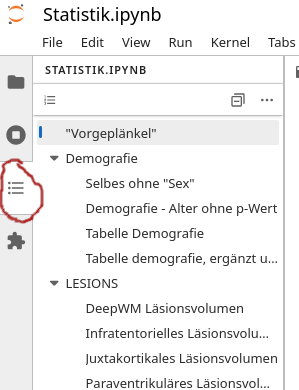 Statistik.ipynb
File Edit View Run Kernel Tabs
STATISTIK.IPYNB
"Vorgeplänkel"
Demografie
Selbes ohne "Sex"
Demografie - Alter ohne p-Wert
Tabelle Demografie
Tabelle demografie, ergänzt u...
LESIONS
DeepWM Läsionsvolumen
Infratentorielles Läsionsvolu...
Juxtakortikales Läsionsvolumen
Paraventrikuläres Läsionsvol...